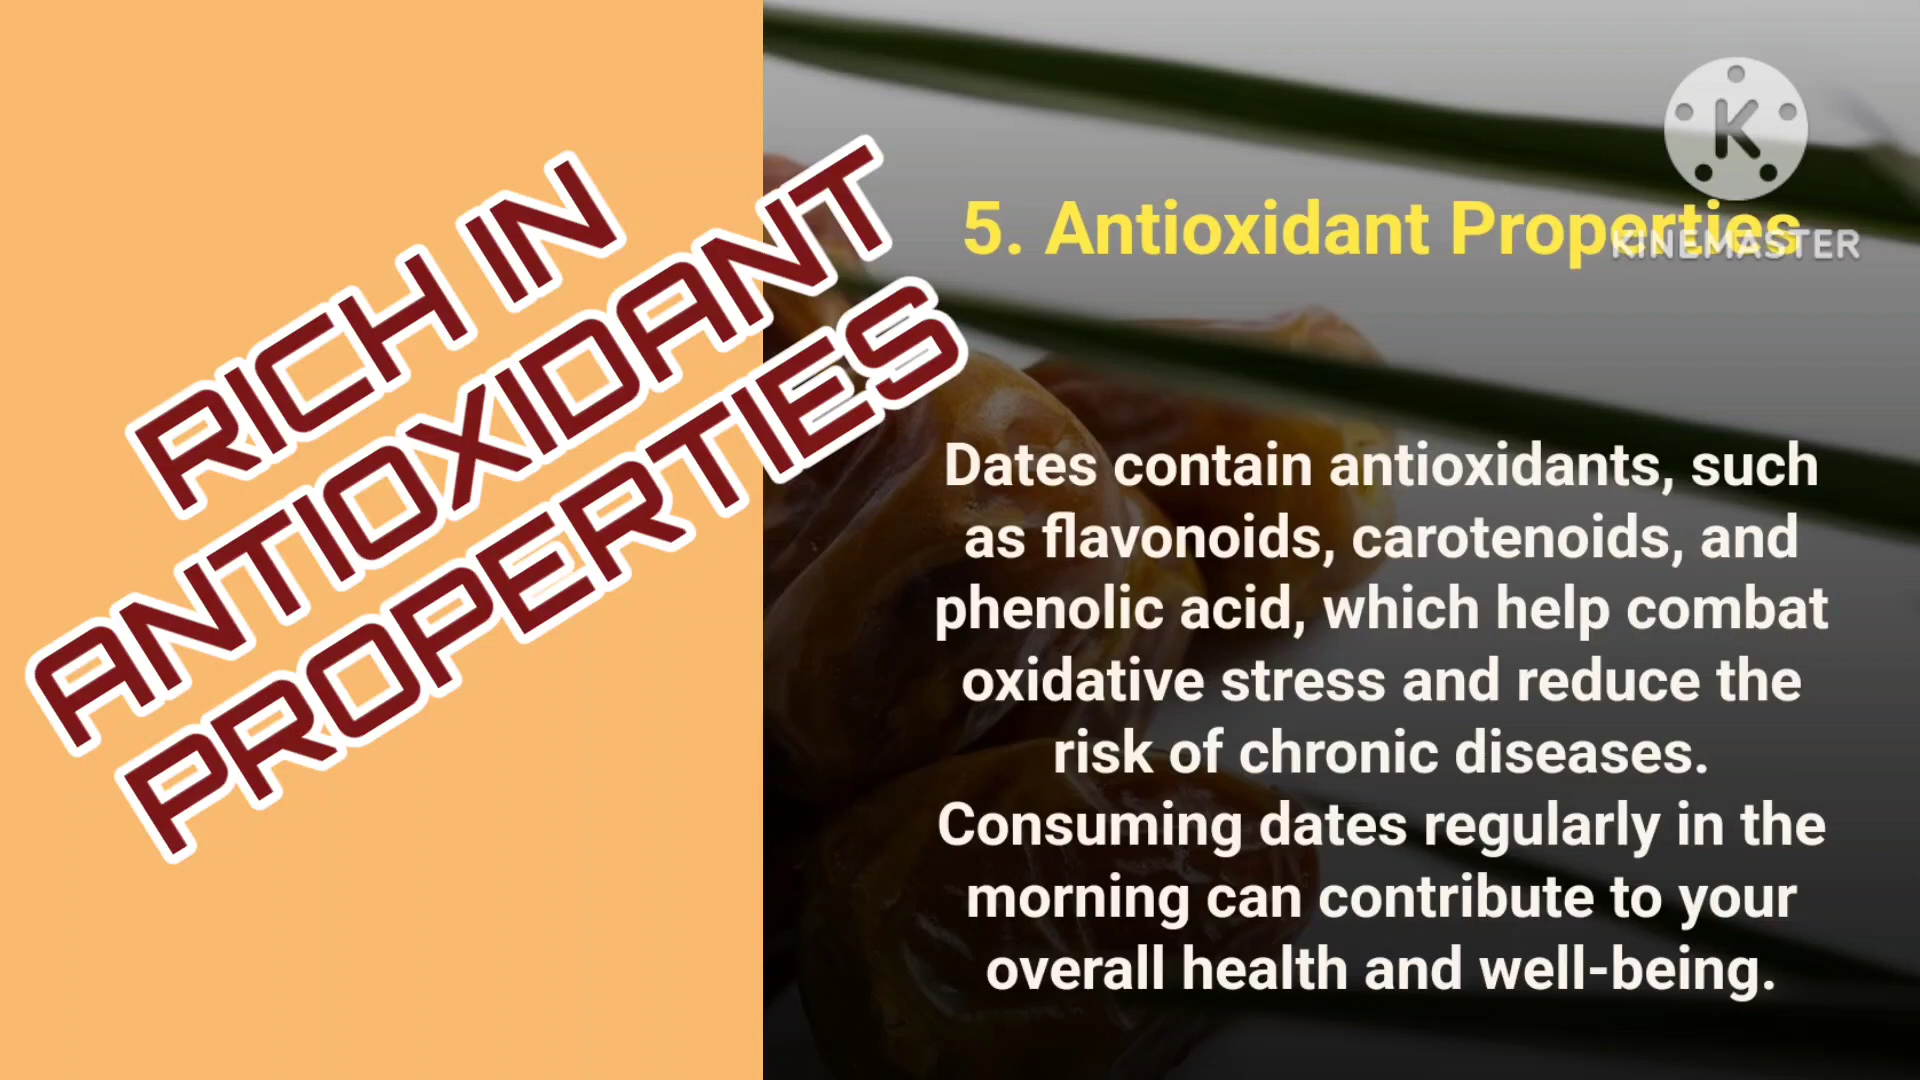 RICH IN
ANTIOXIDANT
PROPERTIES
K
KINEMASTER
5. Antioxidant Properties
Dates contain antioxidants, such
as flavonoids, carotenoids, and
phenolic acid, which help combat
oxidative stress and reduce the
risk of chronic diseases.
Consuming dates regularly in the
morning can contribute to your
overall health and well-being.